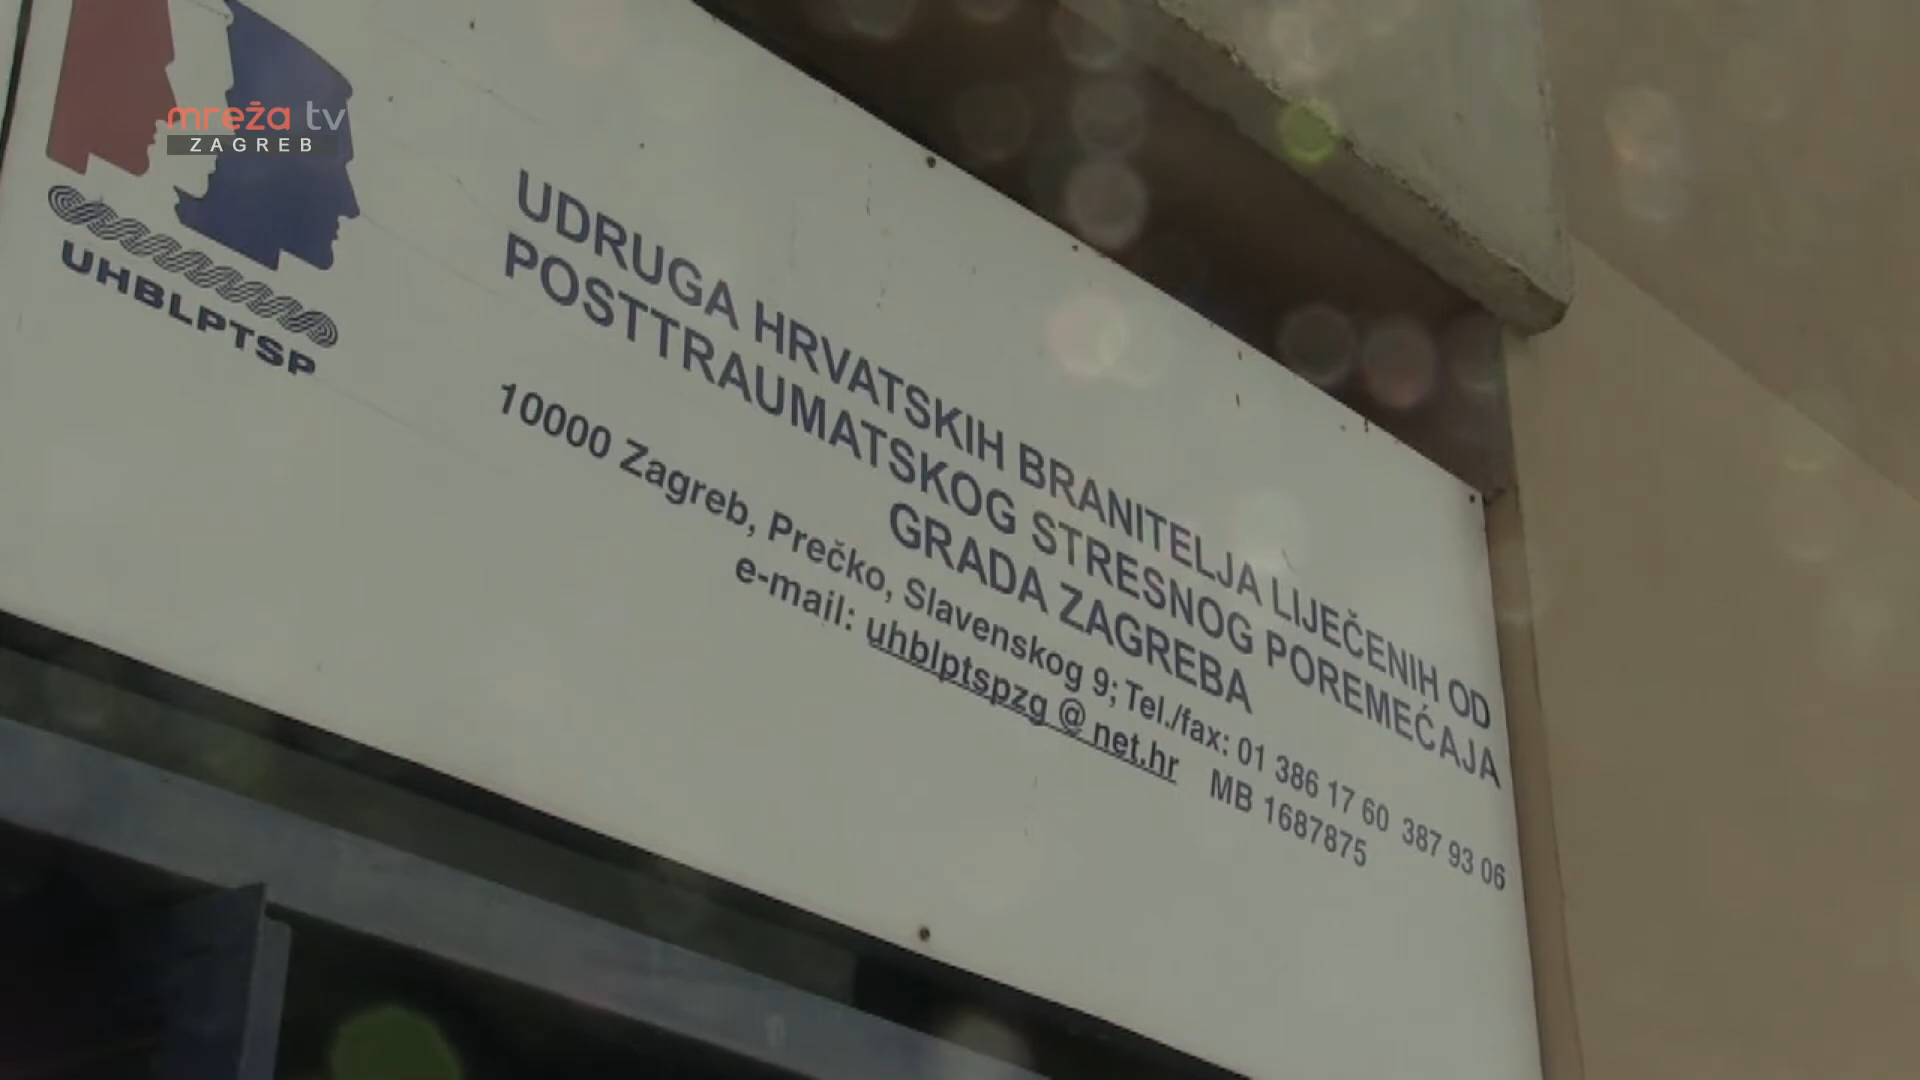 mreža tv
ZAGREB
UHBLPTSP
UDRUGA HRVATSKIH BRANITELJA LIJEČENIH OD
POSTTRAUMATSKOG STRESNOG POREMEĆAJA
GRADA ZAGREBA
10000 Zagreb, Prečko, Slavenskog 9; Tel./fax: 01 386 17 60 387 93 06
e-mail: uhblptspzg @ net.hr MB 1687875